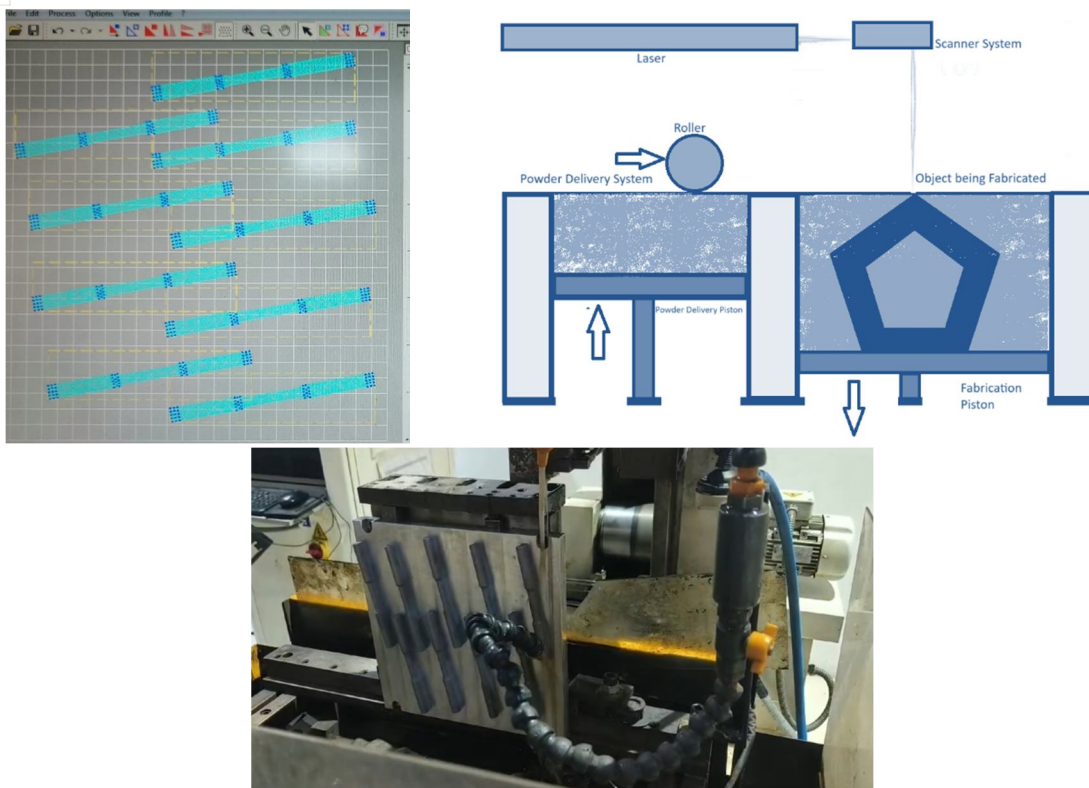 File Edit Process Options View Profile ?
Laser
Scanner System
Roller
Powder Delivery System
Object being Fabricated
Powder Delivery Piston
Fabrication
Piston